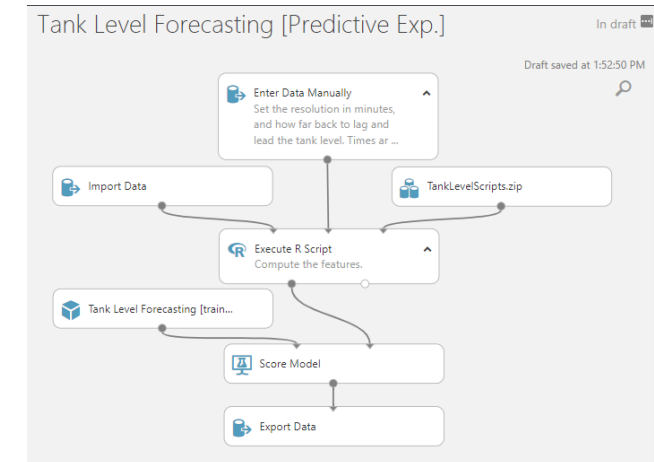 Tank Level Forecasting [Predictive Exp.]
In draft
Draft saved at 1:52:50 PM
Enter Data Manually
Set the resolution in minutes,
and how far back to lag and
lead the tank level. Times ar ...
Import Data
TankLevelScripts.zip
Execute R Script
Compute the features.
Tank Level Forecasting [train...
Score Model
Export Data